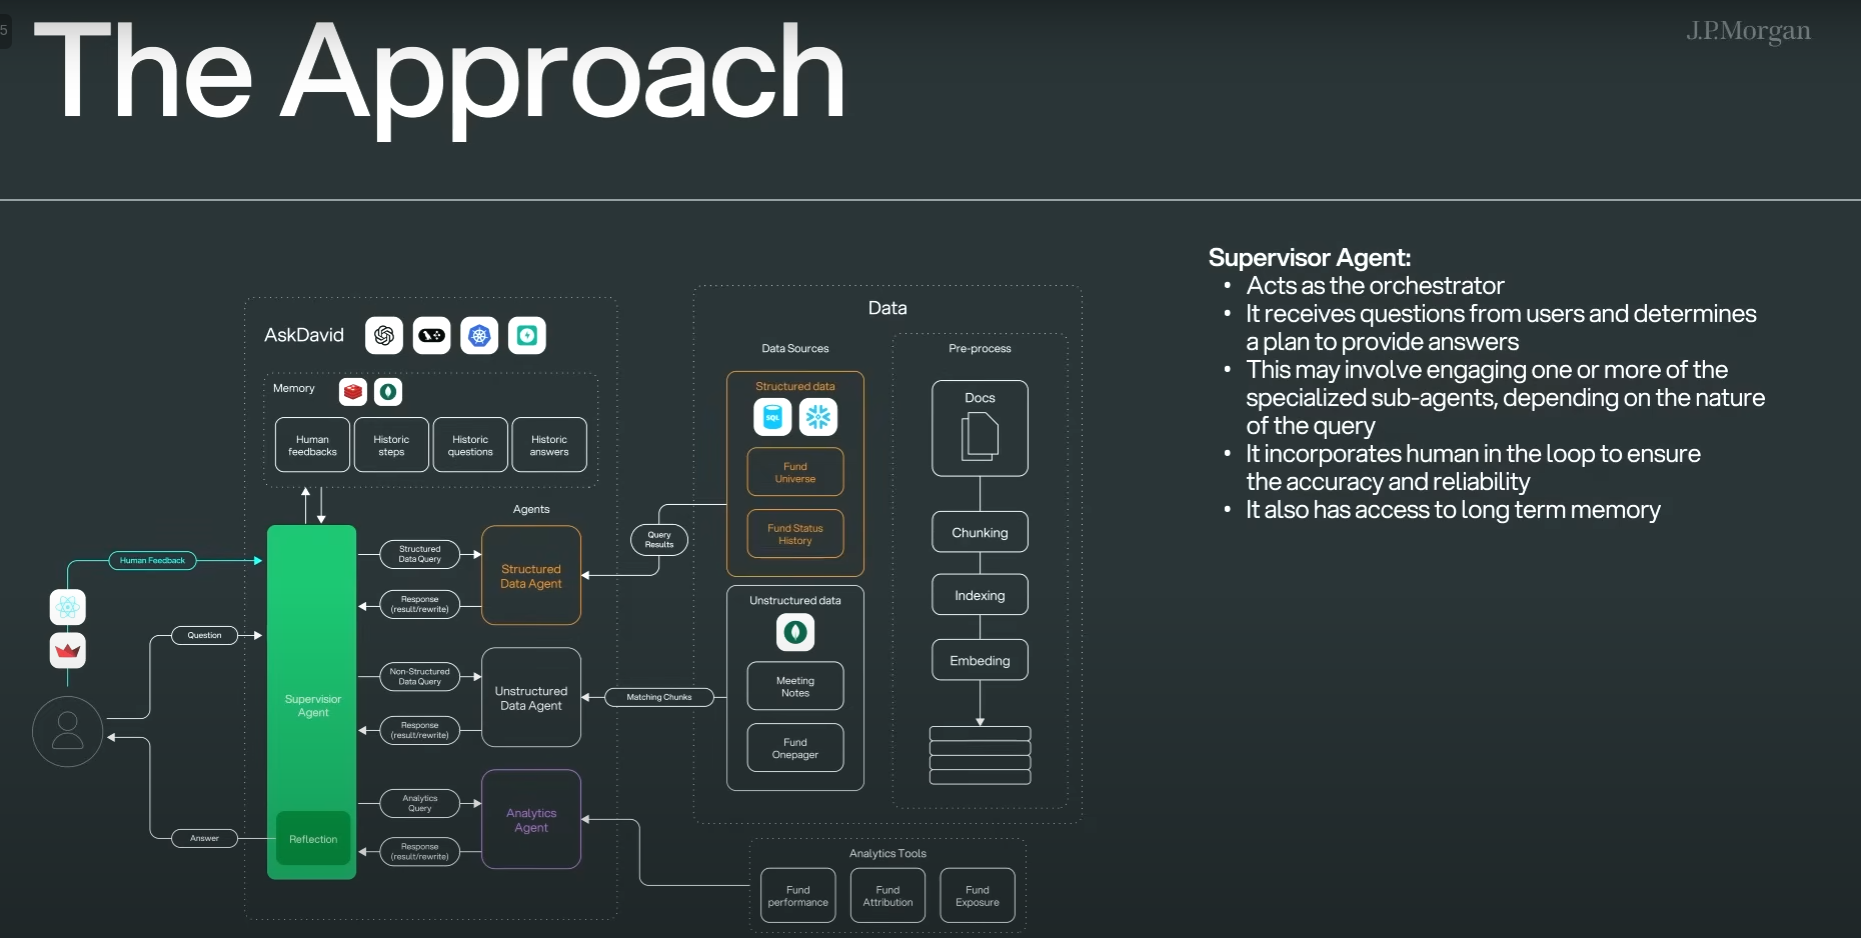 5
The Approach
J.P.Morgan
AskDavid
Memory
Human
feedbacks
Historic
steps
Historic
questions
Historic
answers
Agents
Human Feedback
Question
Answer
Supervisior
Agent
Reflection
Structured
Data Query
Response
(result/rewrite)
Structured
Data Agent
Non-Structured
Data Query
Response
(result/rewrite)
Unstructured
Data Agent
Analytics
Query
Response
(result/rewrite)
Analytics
Agent
Query
Results
Matching Chunks
Data
Data Sources
Structured data
SQL
Fund
Universe
Fund Status
History
Unstructured data
Meeting
Notes
Fund
Onepager
Pre-process
Docs
Chunking
Indexing
Embeding
Analytics Tools
Fund
performance
Fund
Attribution
Fund
Exposure
Supervisor Agent:
• Acts as the orchestrator
• It receives questions from users and determines
a plan to provide answers
• This may involve engaging one or more of the
specialized sub-agents, depending on the nature
of the query
• It incorporates human in the loop to ensure
the accuracy and reliability
• It also has access to long term memory